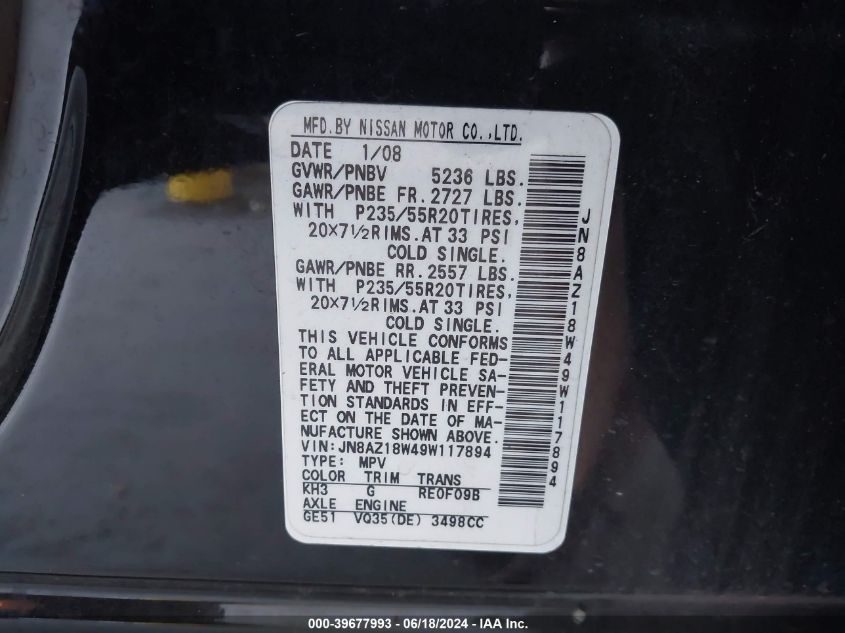 MFD.BY NISSAN MOTOR CO.,LTD.
DATE 1/08
GVWR/PNBV 5236 LBS.
GAWR/PNBE FR. 2727 LBS.
WITH P235/55R20TIRES,
20×7½RIMS.AT 33 PSI
COLD SINGLE.
GAWR/PNBE RR. 2557 LBS.
WITH P235/55R20TIRES,
20×7½RIMS.AT 33 PSI
COLD SINGLE.
THIS VEHICLE CONFORMS
TO ALL APPLICABLE FED-
ERAL MOTOR VEHICLE SA-
FETY AND THEFT PREVEN-
TION STANDARDS IN EFF-
ECT ON THE DATE OF MA-
NUFACTURE SHOWN ABOVE.
VIN:JN8AZ18W49W117894
TYPE: MPV
COLOR TRIM TRANS
KH3 G RE0F09B
AXLE ENGINE
GE51 VQ35(DE) 3498CC
JN8AZ18W49W117894
000-39677993 - 06/18/2024 - IAA Inc.